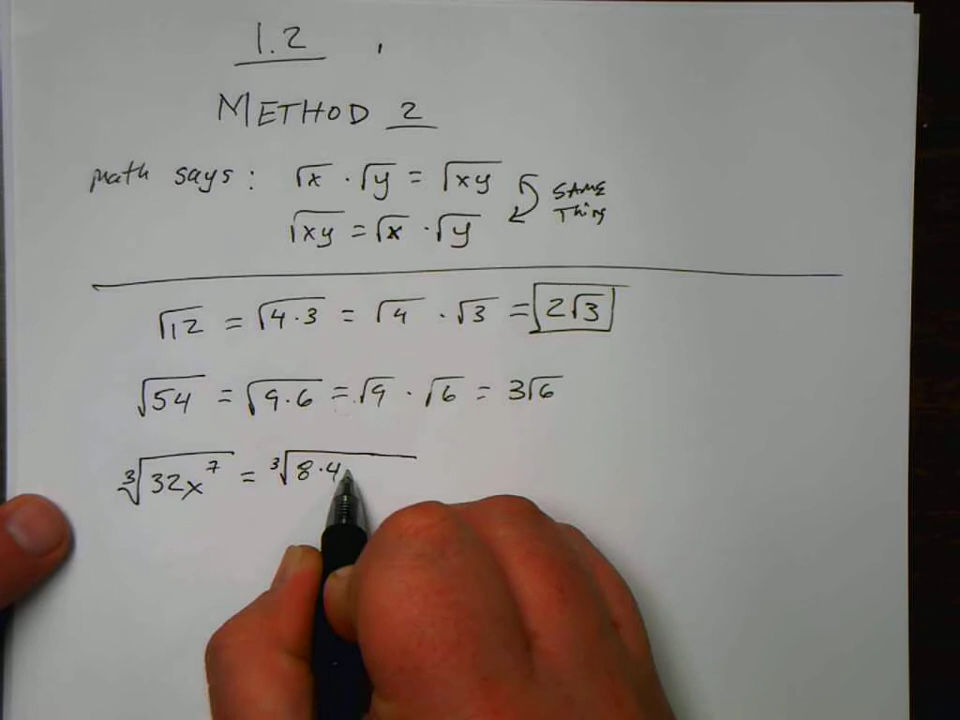 1.2
METHOD 2
math says: √x · √y = √xy
SAME
Thing
√xy = √x · √y
√12 = √4·3 = √4 · √3 = 2√3
√54 = √9·6 = √9 · √6 = 3√6
∛32x⁷ = ∛8·4